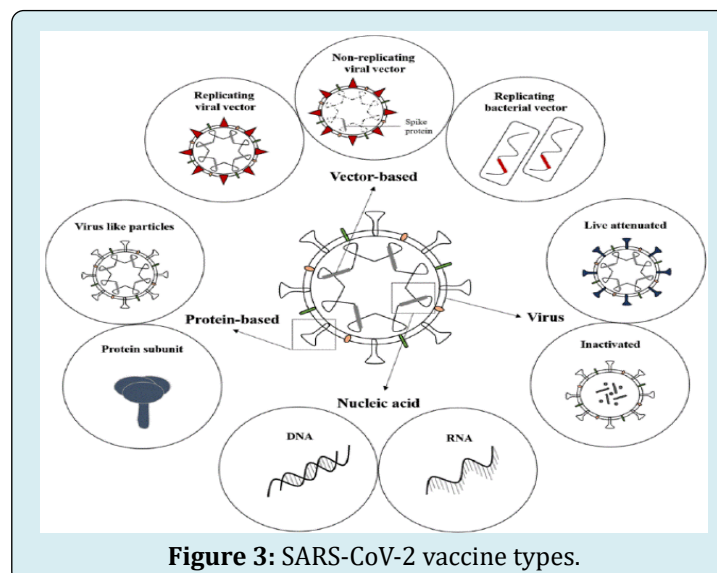 Non-replicating
viral vector
Replicating
viral vector
Replicating
bacterial vector
Spike
protein
Vector-based
Virus like particles
Live attenuated
Protein-based
Virus
Protein subunit
Inactivated
Nucleic acid
DNA
RNA
Figure 3: SARS-CoV-2 vaccine types.